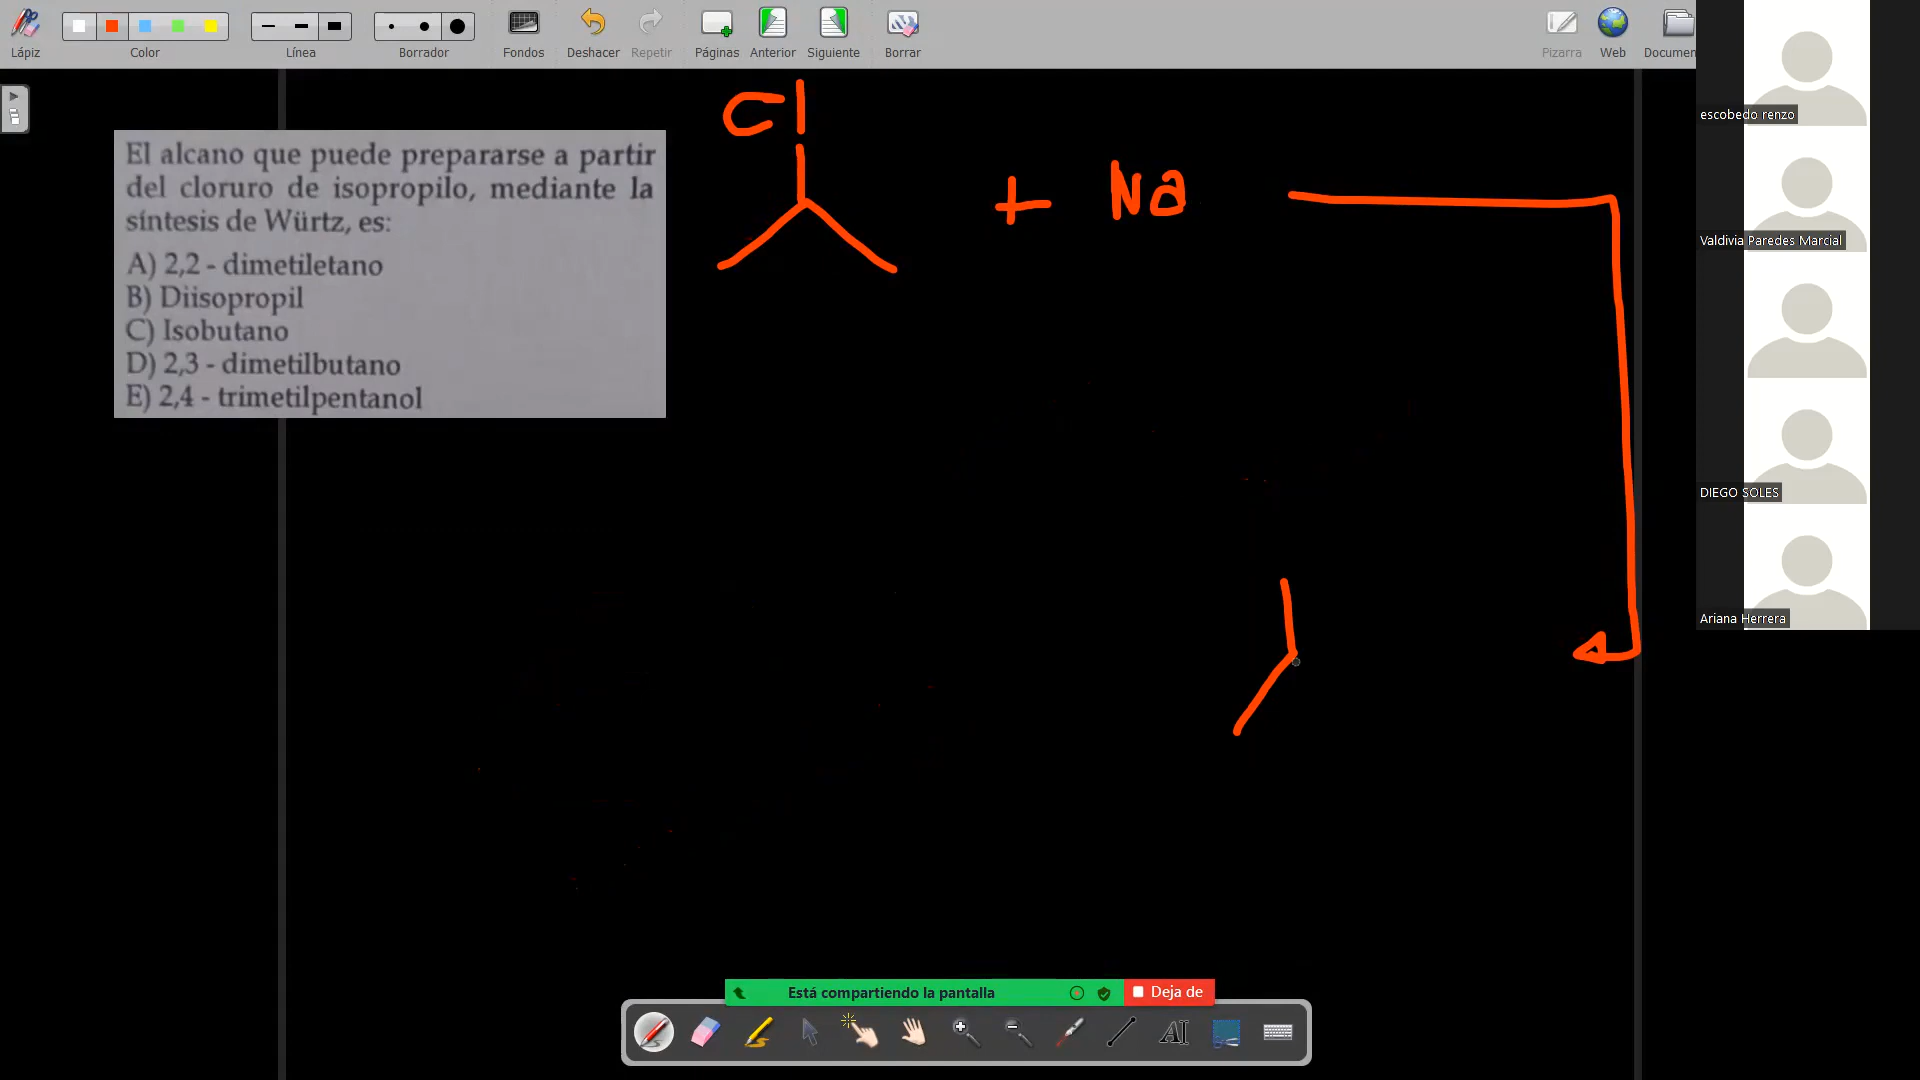 Lápiz
Color
Línea
Borrador
Fondos
Deshacer
Repetir
Páginas
Anterior
Siguiente
Borrar
Pizarra
Web
Documen
El alcano que puede prepararse a partir
del cloruro de isopropilo, mediante la
síntesis de Würtz, es:
A) 2,2 - dimetiletano
B) Diisopropil
C) Isobutano
D) 2,3 - dimetilbutano
E) 2,4 - trimetilpentanol
Cl
+ Na
escobedo renzo
Valdivia Paredes Marcial
DIEGO SOLES
Ariana Herrera
Está compartiendo la pantalla
Deja de
AI